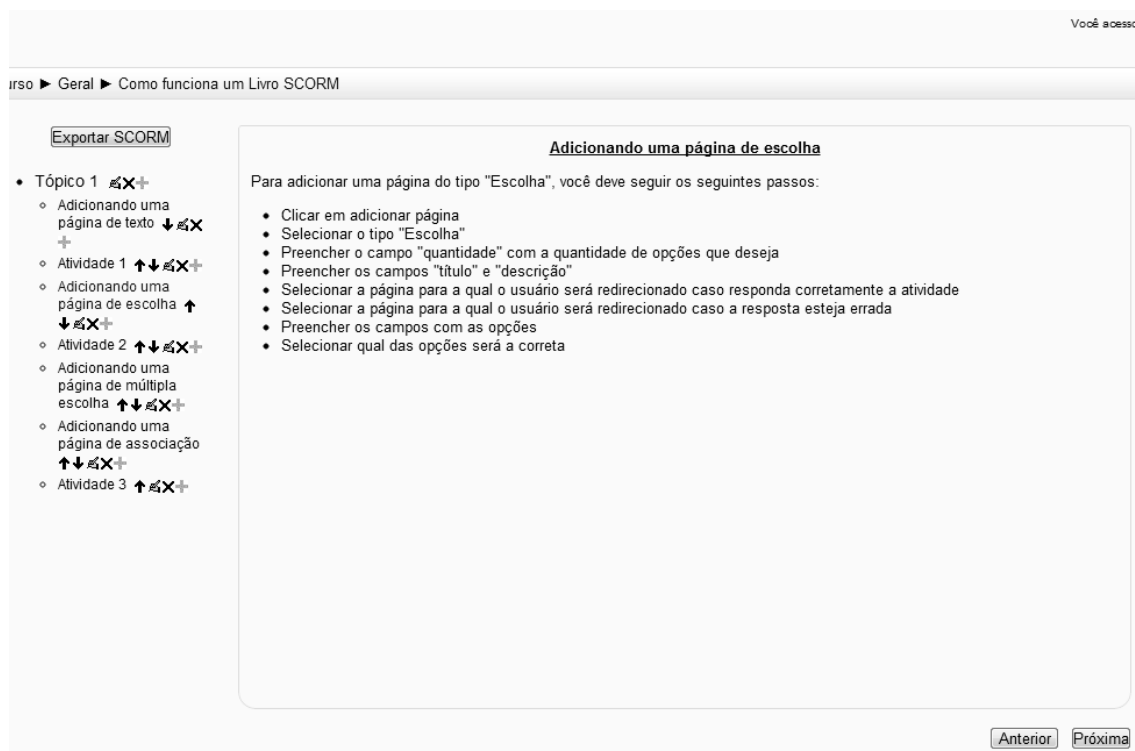 Você acesso
urso ► Geral ► Como funciona um Livro SCORM
Exportar SCORM
Tópico 1
Adicionando uma
página de texto
Atividade 1
Adicionando uma
página de escolha
Atividade 2
Adicionando uma
página de múltipla
escolha
Adicionando uma
página de associação
Atividade 3
Adicionando uma página de escolha
Para adicionar uma página do tipo "Escolha", você deve seguir os seguintes passos:
Clicar em adicionar página
Selecionar o tipo "Escolha"
Preencher o campo "quantidade" com a quantidade de opções que deseja
Preencher os campos "título" e "descrição"
Selecionar a página para a qual o usuário será redirecionado caso responda corretamente a atividade
Selecionar a página para a qual o usuário será redirecionado caso a resposta esteja errada
Preencher os campos com as opções
Selecionar qual das opções será a correta
Anterior Próxima